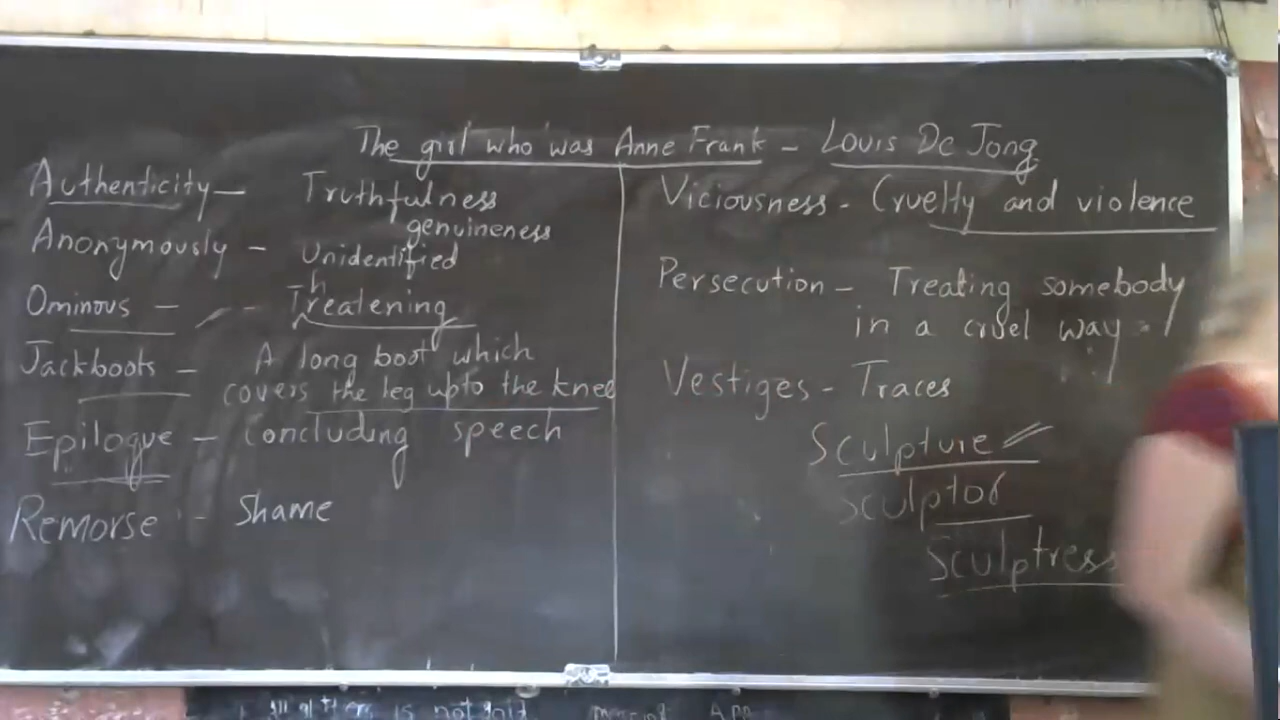 The girl who was Anne Frank - Louis De Jong
Authenticity - Truthfulness
genuineness
Anonymously - Unidentified
Ominous - - Threatening
Jackboots - A long boot which
covers the leg upto the knee
Epilogue - Concluding speech
Remorse - Shame
Viciousness - Cruelty and violence
Persecution - Treating somebody
in a cruel way
Vestiges - Traces
Sculpture
Sculptor
Sculptress
is not